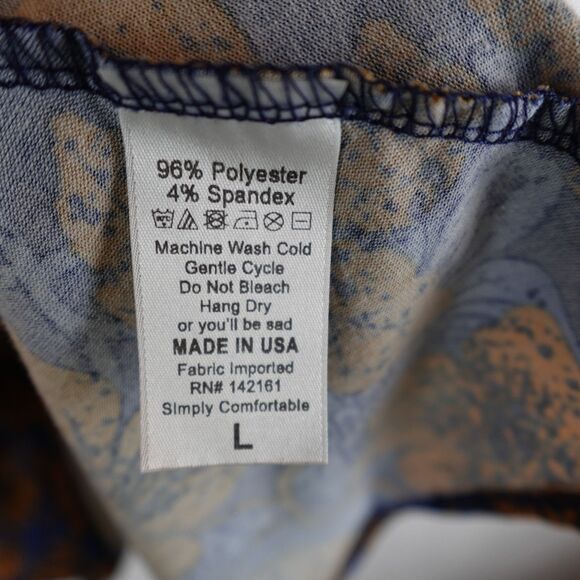 96% Polyester
4% Spandex
Machine Wash Cold
Gentle Cycle
Do Not Bleach
Hang Dry
or you'll be sad
MADE IN USA
Fabric Imported
RN# 142161
Simply Comfortable
L